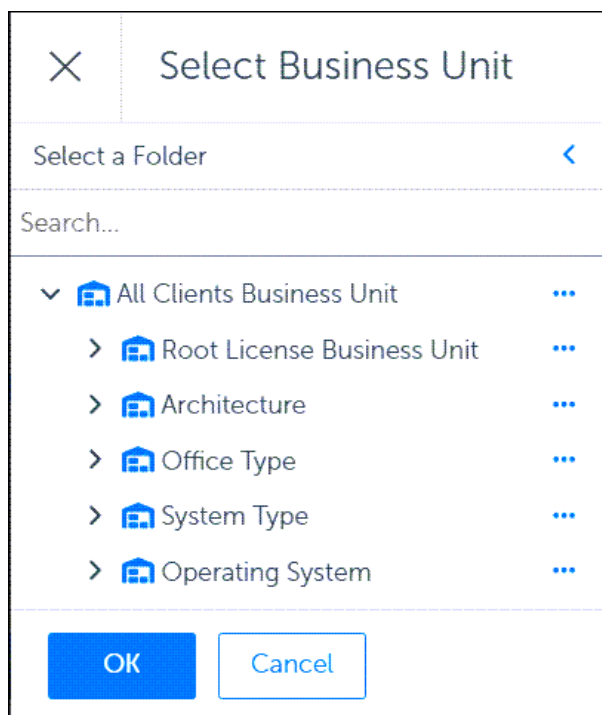 Select Business Unit
Select a Folder
Search...
All Clients Business Unit
Root License Business Unit
Architecture
Office Type
System Type
Operating System
OK Cancel